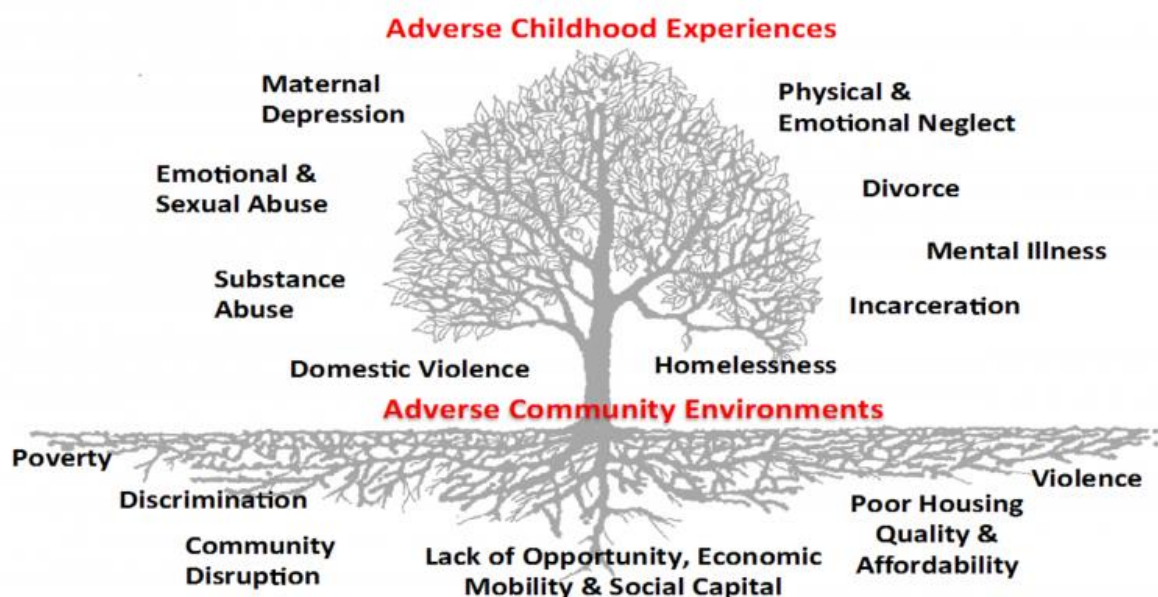 Adverse Childhood Experiences
Maternal
Depression
Physical &
Emotional Neglect
Emotional &
Sexual Abuse
Divorce
Mental Illness
Substance
Abuse
Incarceration
Domestic Violence
Homelessness
Adverse Community Environments
Poverty
Discrimination
Violence
Community
Disruption
Lack of Opportunity, Economic
Mobility & Social Capital
Poor Housing
Quality &
Affordability